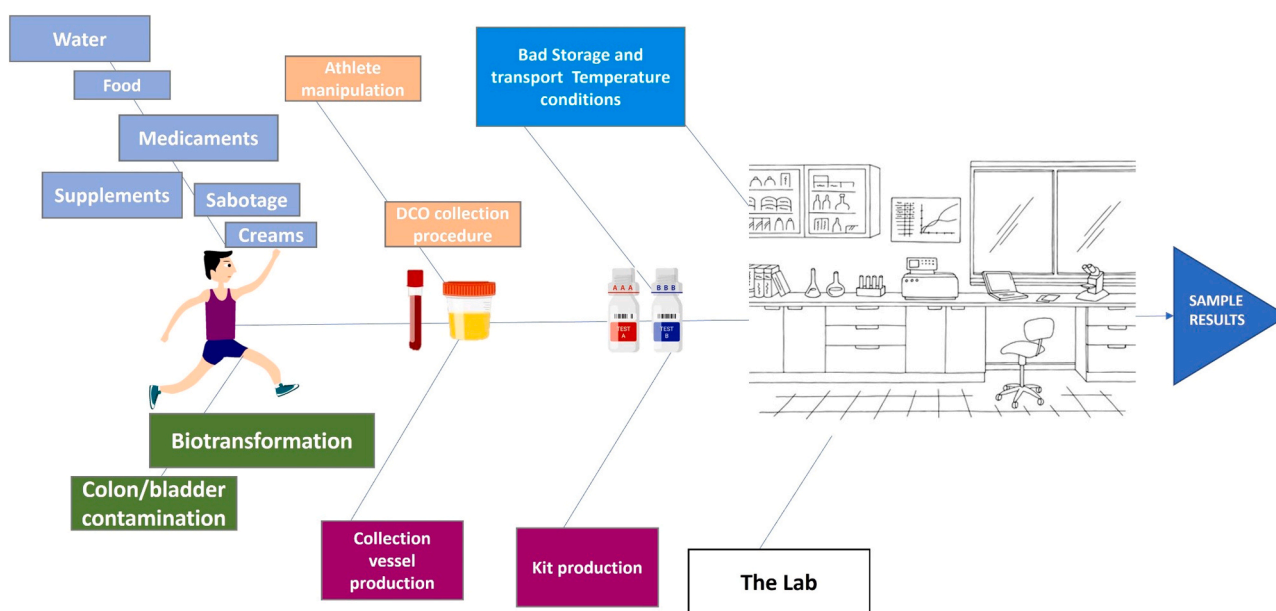 Water
Food
Medicaments
Supplements
Sabotage
Creams
Biotransformation
Colon/bladder
contamination
Athlete
manipulation
DCO collection
procedure
Collection
vessel
production
Bad Storage and
transport  Temperature
conditions
A A A
B B B
TEST
A
TEST
B
Kit production
The Lab
SAMPLE
RESULTS